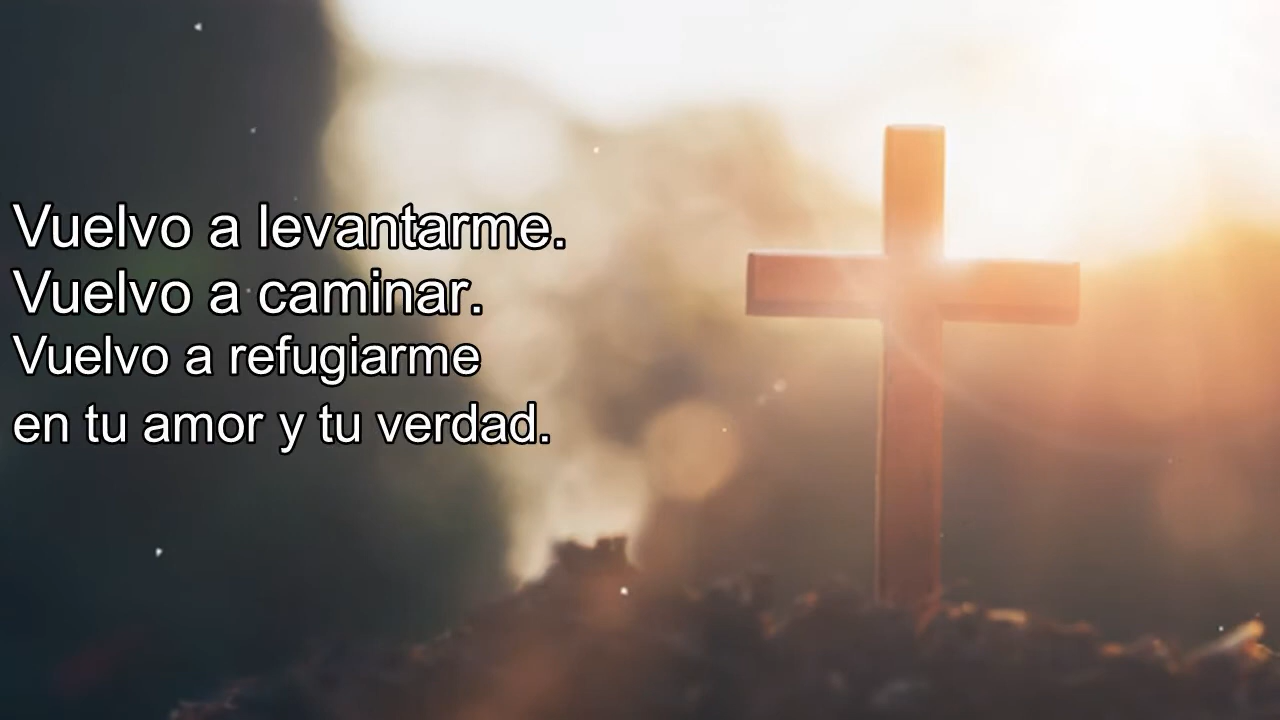 Vuelvo a levantarme.
Vuelvo a caminar.
Vuelvo a refugiarme
en tu amor y tu verdad.